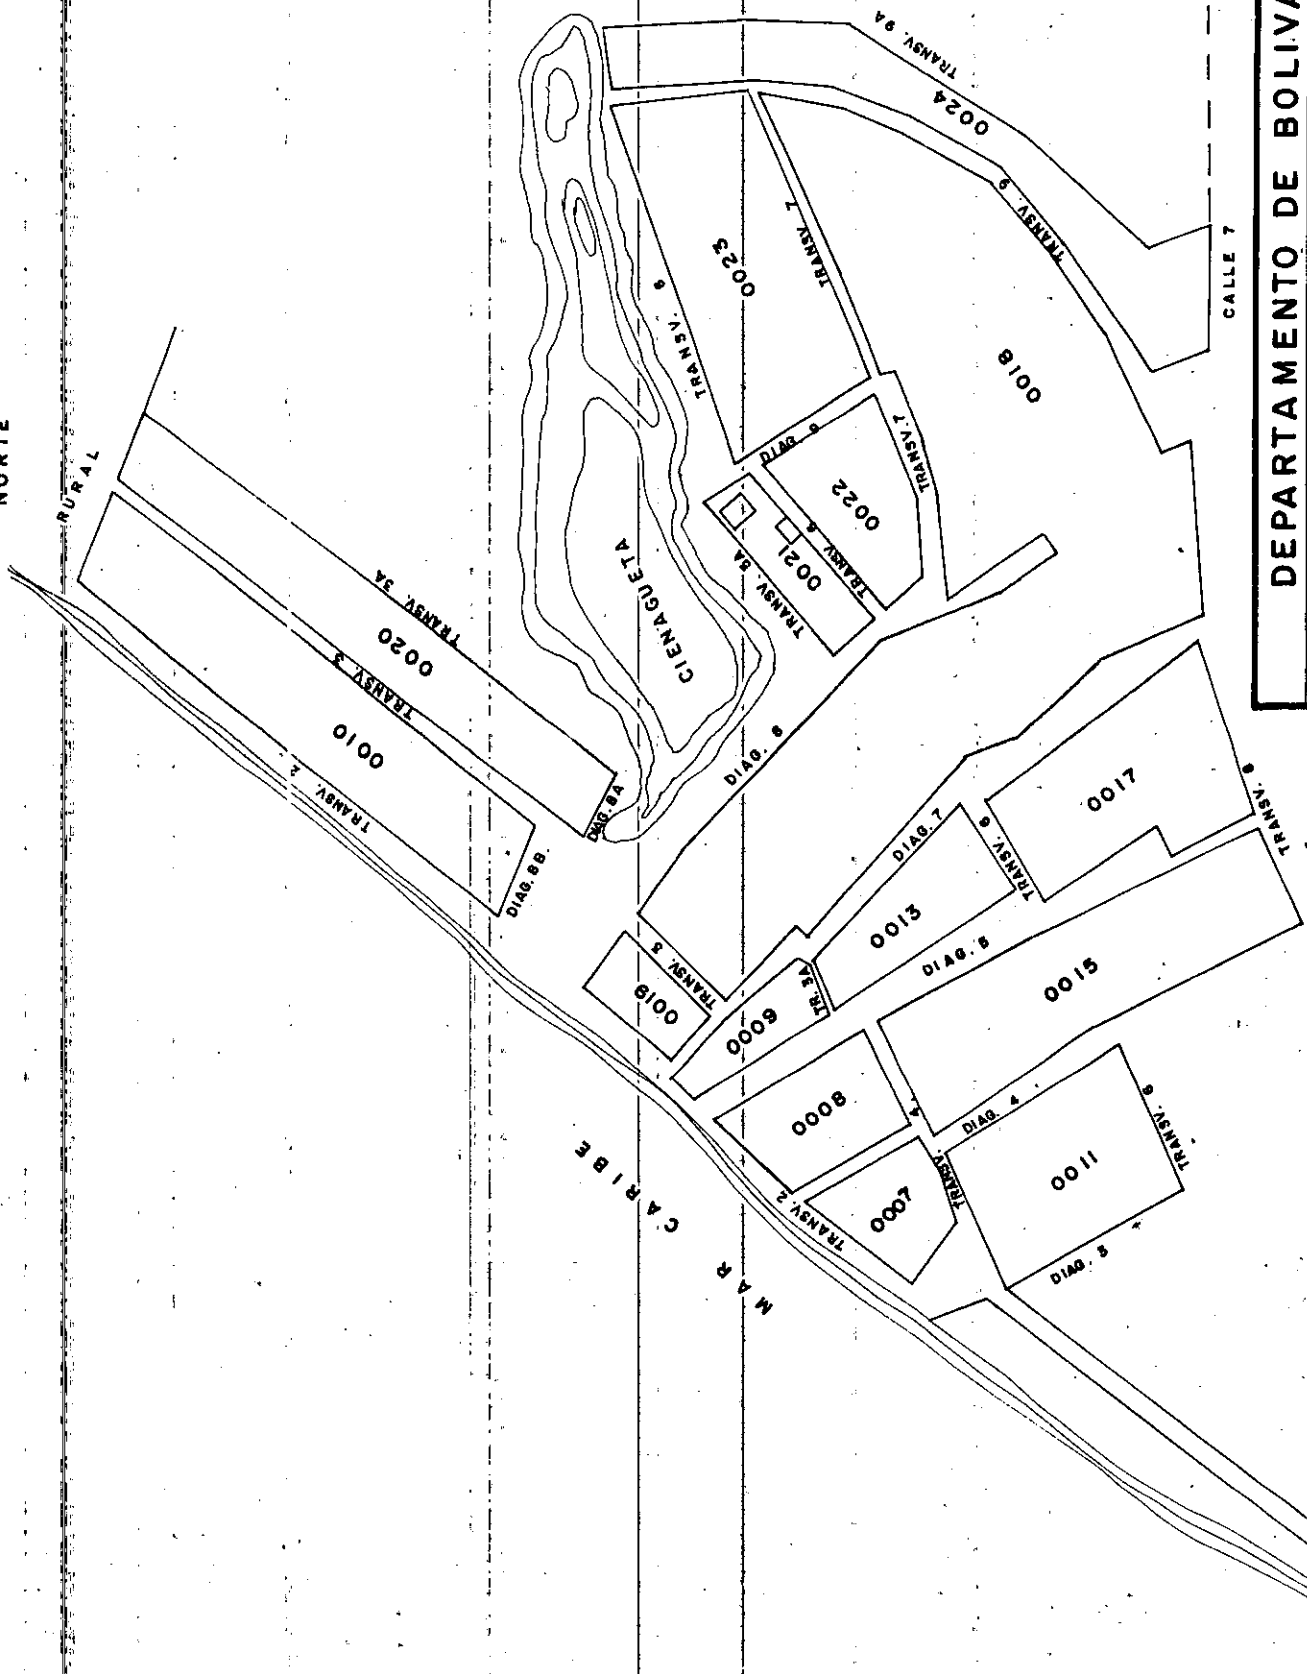 NORTE
RURAL
TRANSV. 9A
0024
TRANSV. 9
CALLE 7
DEPARTAMENTO DE BOLIVA
0023
TRANSV. 7
TRANSV. 6
0018
DIAG. 9
TRANSV. 7
0022
TRANSV. 6
0021
TRANSV. 5A
CIENAGUETA
TRANSV. 3A
0020
TRANSV. 3
0010
TRANSV. 2
DIAG. 8A
DIAG. 8B.
DIAG. 8
0017
TRANSV. 8
DIAG. 7
TRANSV. 6
0013
DIAG. 5
0015
TRANSV. 3
0019
TR. 3A
0009
0008
DIAG. 4
TRANSV. 4
0011
TRANSV. 6
0007
TRANSV. 2
DIAG. 3
MAR CARIBE